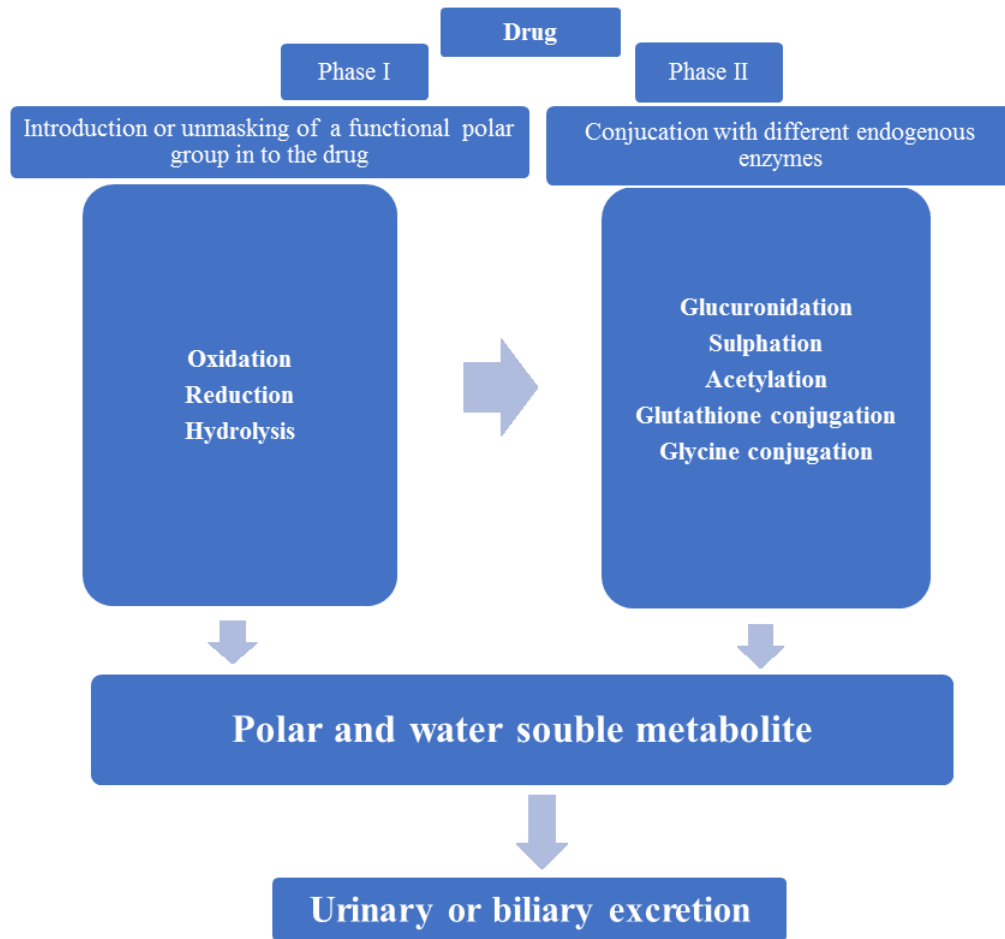 Drug
Phase I
Phase II
Introduction or unmasking of a functional polar
group in to the drug
Conjucation with different endogenous
enzymes
Oxidation
Reduction
Hydrolysis
Glucuronidation
Sulphation
Acetylation
Glutathione conjugation
Glycine conjugation
Polar and water souble metabolite
Urinary or biliary excretion